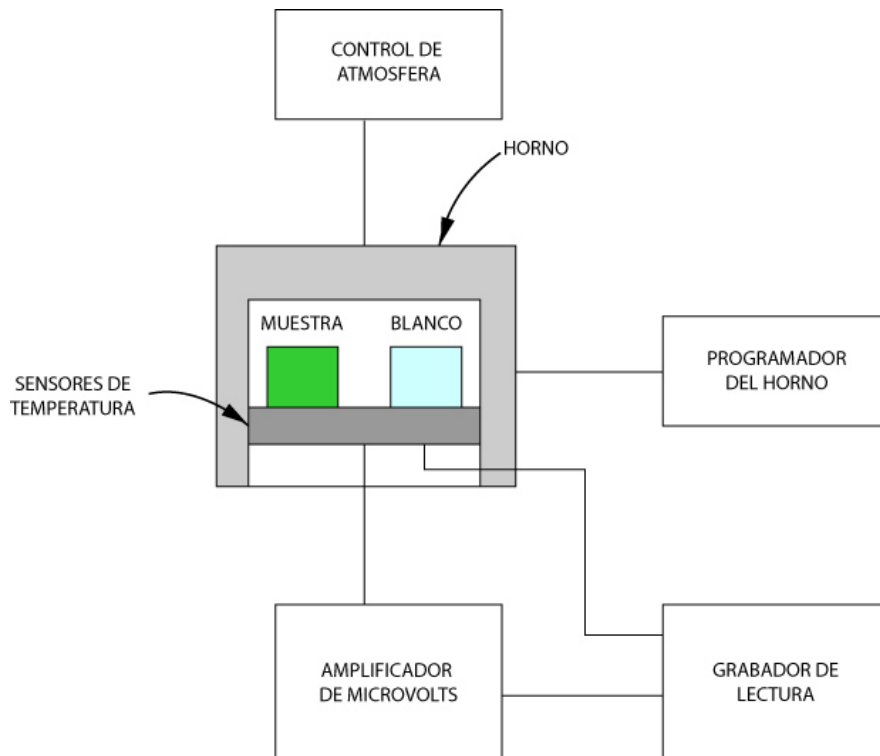 CONTROL DE
ATMOSFERA
HORNO
MUESTRA
BLANCO
SENSORES DE
TEMPERATURA
PROGRAMADOR
DEL HORNO
AMPLIFICADOR
DE MICROVOLTS
GRABADOR DE
LECTURA